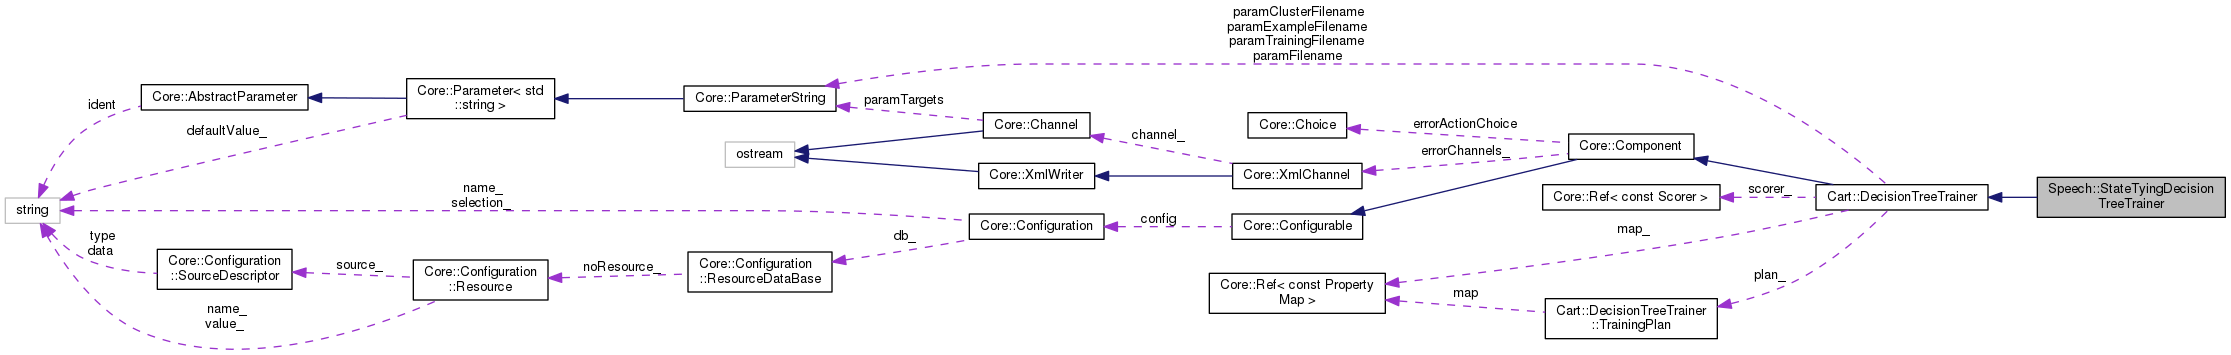 paramClusterFilename
paramExampleFilename
paramTrainingFilename
paramFilename
Core::AbstractParameter
Core::Parameter< std
::string >
Core::ParameterString
ident
defaultValue_
paramTargets
Core::Channel
Core::Choice
errorActionChoice
channel_
Core::Component
ostream
errorChannels_
Core::XmlWriter
Core::XmlChannel
name_
selection_
string
Core::Ref< const Scorer >
scorer_
Cart::DecisionTreeTrainer
Speech::StateTyingDecision
TreeTrainer
Core::Configuration
config
Core::Configurable
map_
type
data
db_
Core::Configuration
::SourceDescriptor
source_
Core::Configuration
::Resource
noResource_
Core::Configuration
::ResourceDataBase
plan_
Core::Ref< const Property
Map >
map
Cart::DecisionTreeTrainer
::TrainingPlan
name_
value_